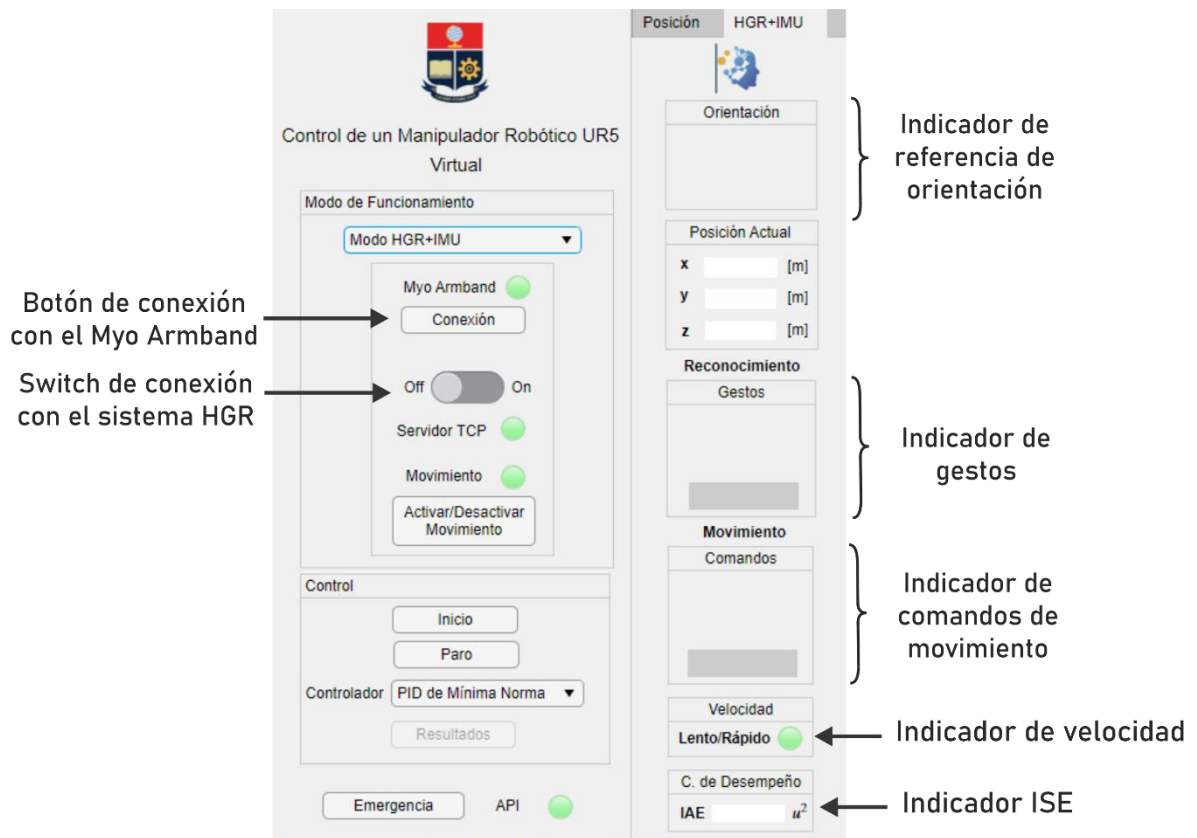 Posición
HGR+IMU
Control de un Manipulador Robótico UR5
Virtual
Modo de Funcionamiento
Modo HGR+IMU
Myo Armband
Conexión
Off
On
Servidor TCP
Movimiento
Activar/Desactivar
Movimiento
Control
Inicio
Paro
Controlador
PID de Mínima Norma
Resultados
Emergencia
API
Botón de conexión
con el Myo Armband
Switch de conexión
con el sistema HGR
Orientación
Posición Actual
x [m]
y [m]
z [m]
Reconocimiento
Gestos
Movimiento
Comandos
Velocidad
Lento/Rápido
C. de Desempeño
IAE u²
Indicador de
referencia de
orientación
Indicador de
gestos
Indicador de
comandos de
movimiento
Indicador de velocidad
Indicador ISE